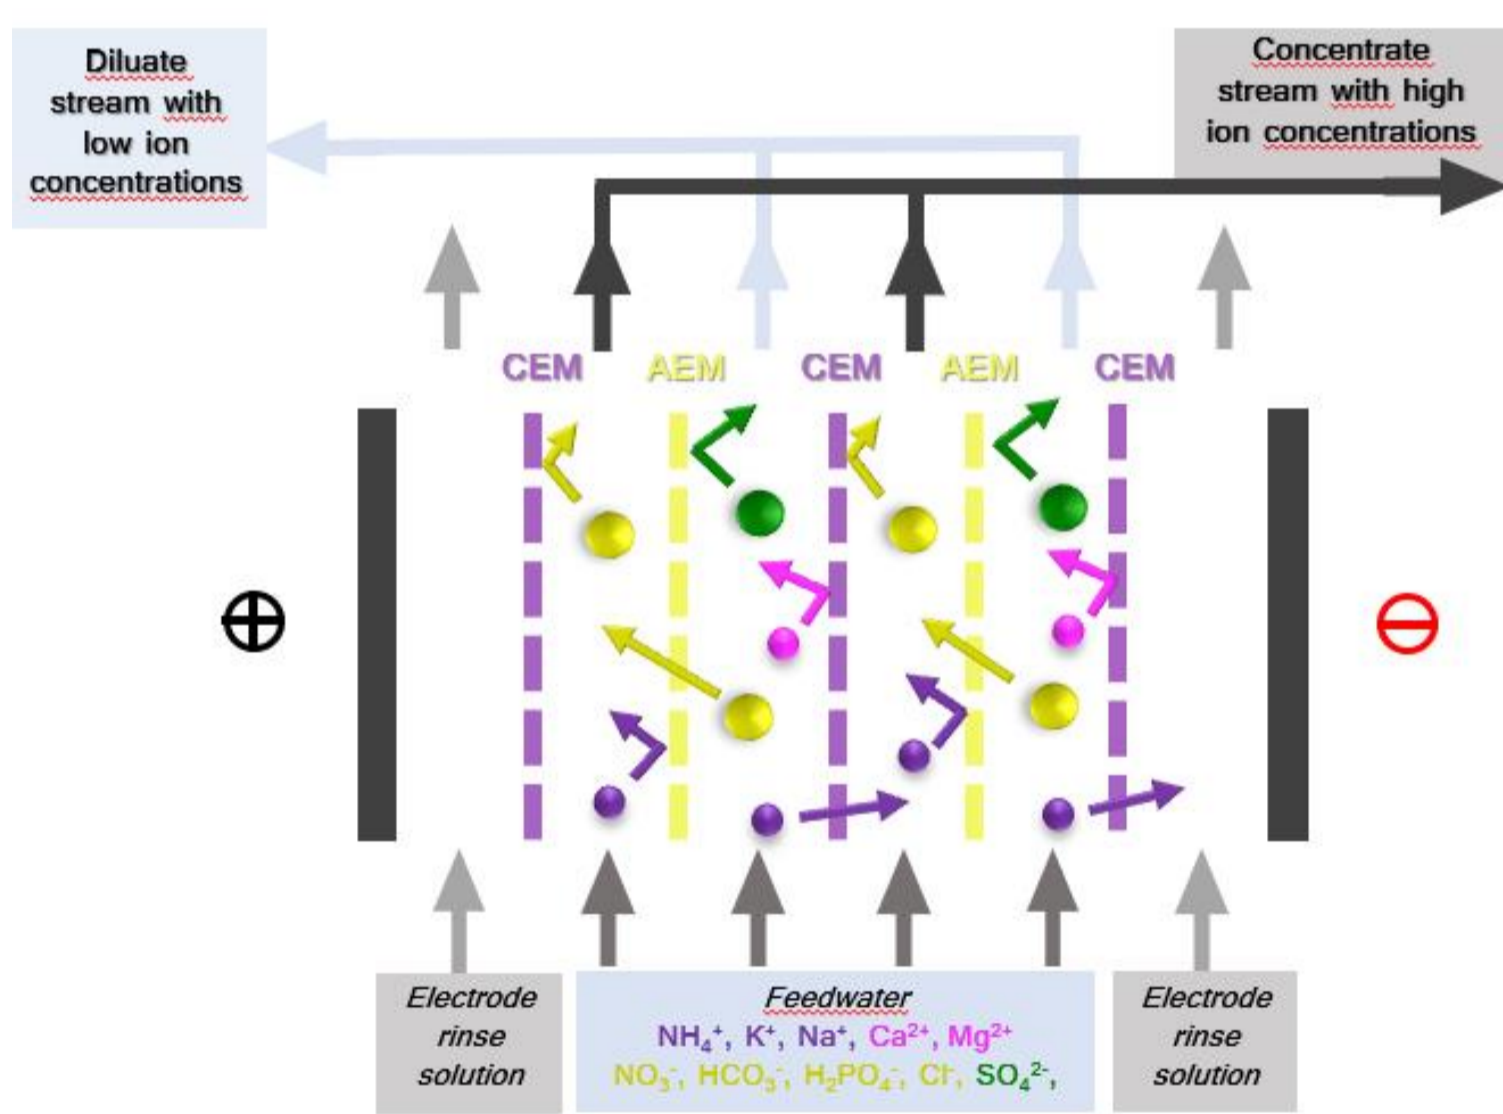 Diluate
stream with
low ion
concentrations
Concentrate
stream with high
ion concentrations
CEM
AEM
CEM
AEM
CEM
Electrode
rinse
solution
Feedwater
NH₄⁺, K⁺, Na⁺, Ca²⁺, Mg²⁺
NO₃⁻, HCO₃⁻, H₂PO₄⁻, Cl⁻, SO₄²⁻,
Electrode
rinse
solution